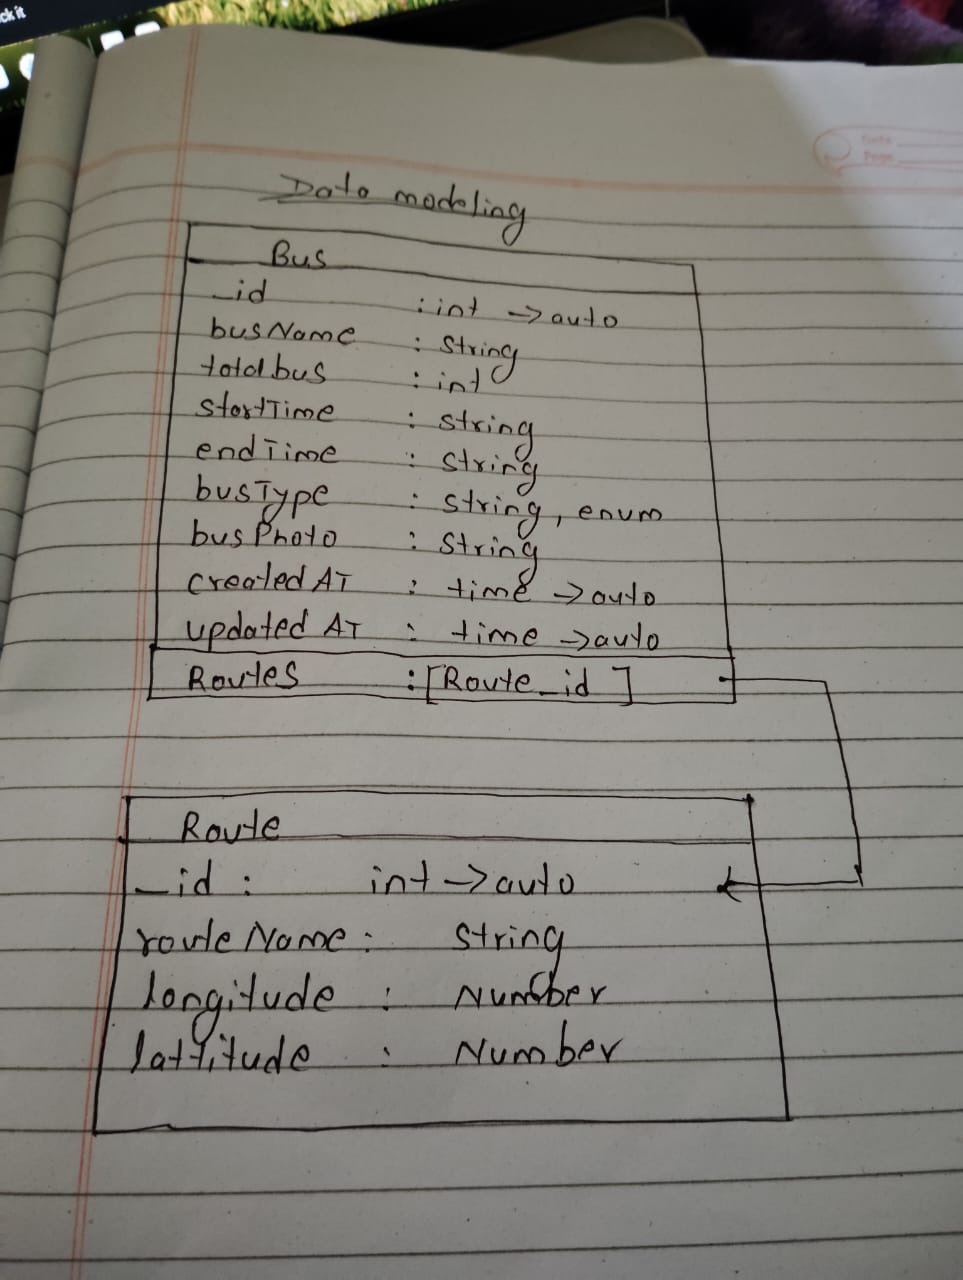 ck it
Date
Page
Data modeling
Bus
_id : int -> auto
busName : string
totalbus : int
startTime : string
endTime : string
busType : string, enum
busPhoto : string
createdAT : time -> auto
updatedAT : time -> auto
Routes : [Route_id]
Route
_id : int -> auto
routeName : string
longitude : Number
lattitude : Number